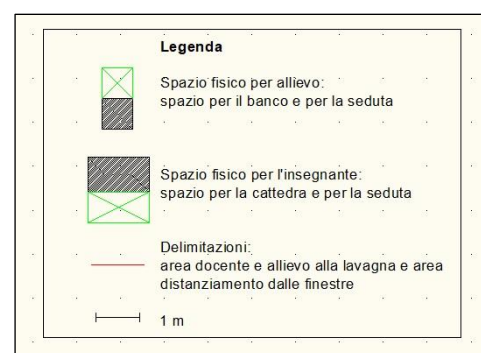 Legenda
Spazio fisico per allievo:
spazio per il banco e per la seduta
Spazio fisico per l'insegnante:
spazio per la cattedra e per la seduta
Delimitazioni:
area docente e allievo alla lavagna e area
distanziamento dalle finestre
1 m